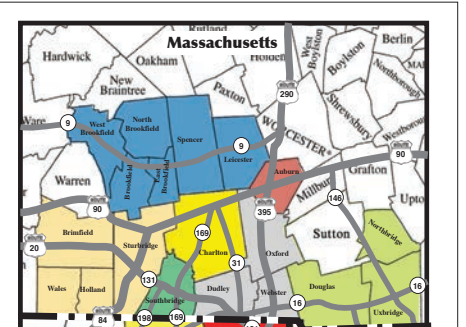 Rutland
Berlin
Massachusetts
West Boylston
Hardwick
Oakham
Holden
Boylston
Northborough
New Braintree
290
Paxton
Shrewsbury
Ware
9
West Brookfield
North Brookfield
Spencer
9
WORCESTER*
Westboro
Leicester
90
Brookfield
East Brookfield
Auburn
Grafton
Warren
Millbury
146
Upto
90
395
Brimfield
169
Sutton
Northbridge
20
Sturbridge
Charlton
Oxford
131
31
Wales
Holland
Dudley
Webster
Douglas
16
Southbridge
16
Uxbridge
84
198
169